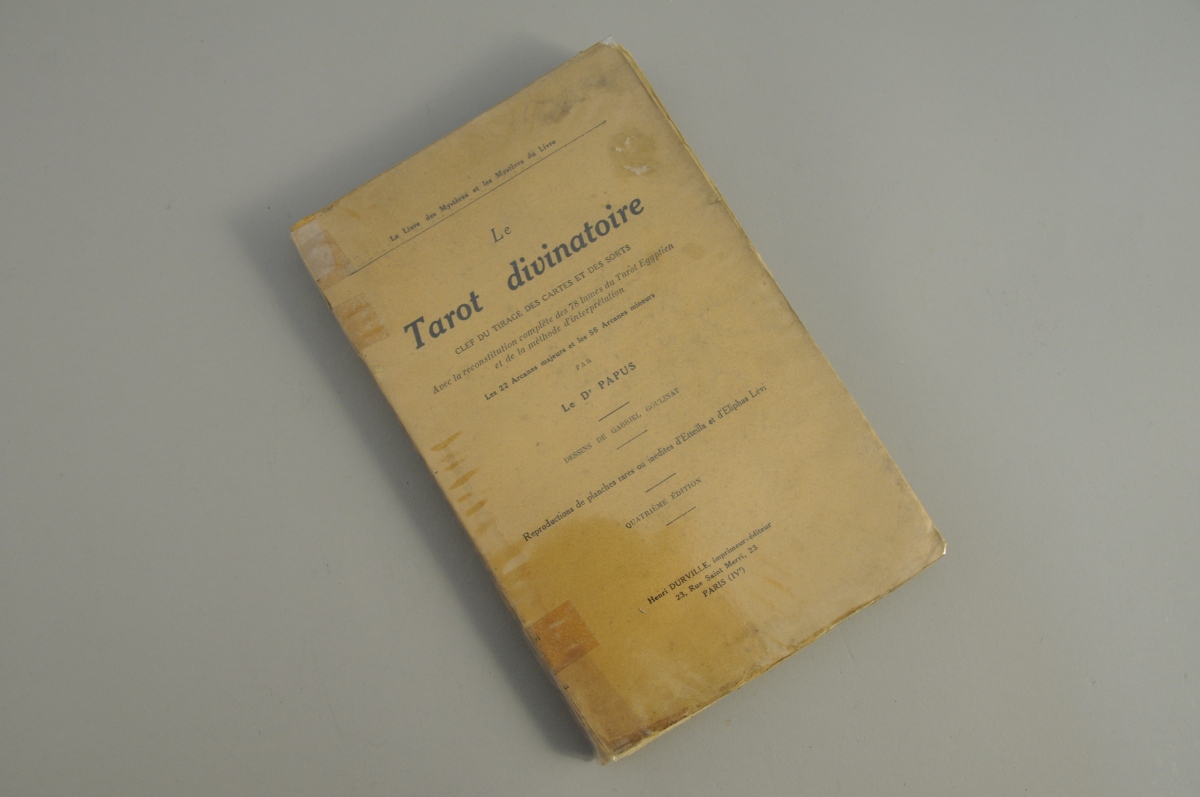 Le Livre des Mystères et les Mystères du Livre
Le
Tarot divinatoire
CLEF DU TIRAGE DES CARTES ET DES SORTS
Avec la reconstitution complète des 78 lames du Tarot Egyptien
et de la méthode d'interprétation
Les 22 Arcanes majeurs et les 56 Arcanes mineurs
PAR
Le Dr PAPUS
DESSINS DE GABRIEL GOULINAT
Reproductions de planches rares ou inédites d'Etteilla et d'Éliphas Lévi
QUATRIÈME ÉDITION
Henri DURVILLE, imprimeur-éditeur
23, Rue Saint Merri, 23
PARIS (IVe)